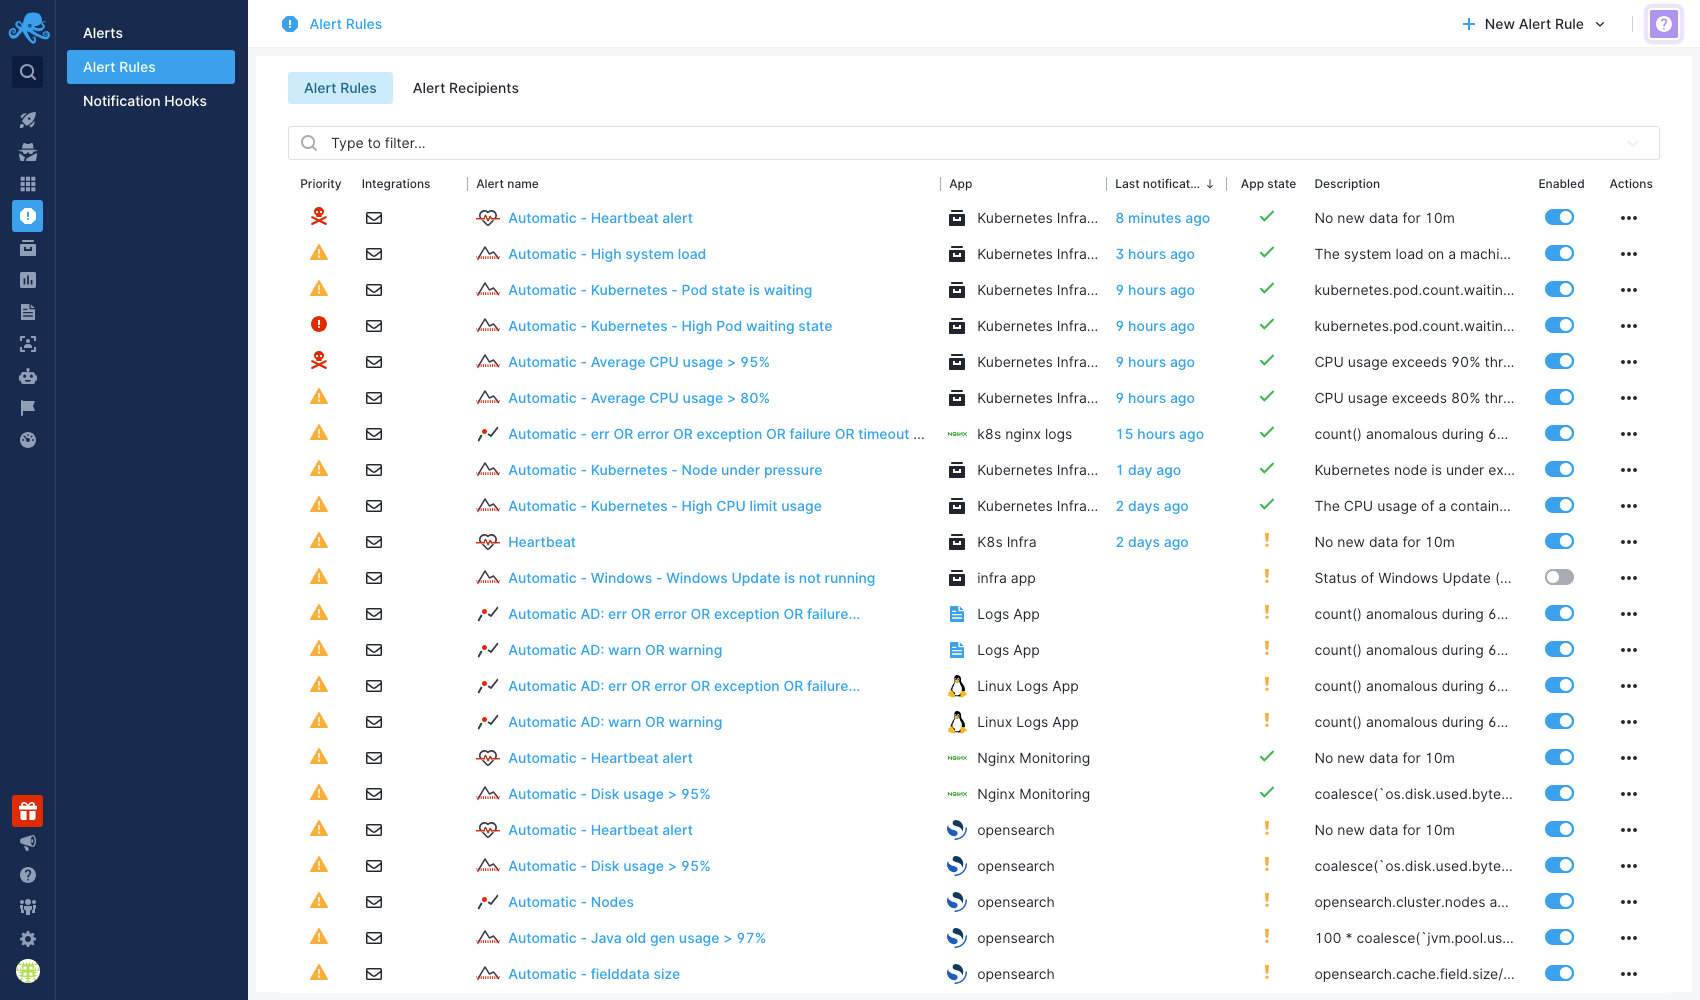 Alerts
Alert Rules
Notification Hooks
Alert Rules
New Alert Rule
Alert Rules Alert Recipients
Type to filter...
Priority Integrations Alert name App Last notificat... App state Description Enabled Actions
Automatic - Heartbeat alert Kubernetes Infra... 8 minutes ago No new data for 10m
Automatic - High system load Kubernetes Infra... 3 hours ago The system load on a machi...
Automatic - Kubernetes - Pod state is waiting Kubernetes Infra... 9 hours ago kubernetes.pod.count.waitin...
Automatic - Kubernetes - High Pod waiting state Kubernetes Infra... 9 hours ago kubernetes.pod.count.waitin...
Automatic - Average CPU usage > 95% Kubernetes Infra... 9 hours ago CPU usage exceeds 90% thr...
Automatic - Average CPU usage > 80% Kubernetes Infra... 9 hours ago CPU usage exceeds 80% thr...
Automatic - err OR error OR exception OR failure OR timeout ... NGINX k8s nginx logs 15 hours ago count() anomalous during 6...
Automatic - Kubernetes - Node under pressure Kubernetes Infra... 1 day ago Kubernetes node is under ex...
Automatic - Kubernetes - High CPU limit usage Kubernetes Infra... 2 days ago The CPU usage of a contain...
Heartbeat K8s Infra 2 days ago No new data for 10m
Automatic - Windows - Windows Update is not running infra app Status of Windows Update (...
Automatic AD: err OR error OR exception OR failure... Logs App count() anomalous during 6...
Automatic AD: warn OR warning Logs App count() anomalous during 6...
Automatic AD: err OR error OR exception OR failure... Linux Logs App count() anomalous during 6...
Automatic AD: warn OR warning Linux Logs App count() anomalous during 6...
Automatic - Heartbeat alert NGINX Nginx Monitoring No new data for 10m
Automatic - Disk usage > 95% NGINX Nginx Monitoring coalesce(`os.disk.used.byte...
Automatic - Heartbeat alert opensearch No new data for 10m
Automatic - Disk usage > 95% opensearch coalesce(`os.disk.used.byte...
Automatic - Nodes opensearch opensearch.cluster.nodes a...
Automatic - Java old gen usage > 97% opensearch 100 * coalesce(`jvm.pool.us...
Automatic - fielddata size opensearch opensearch.cache.field.size/...